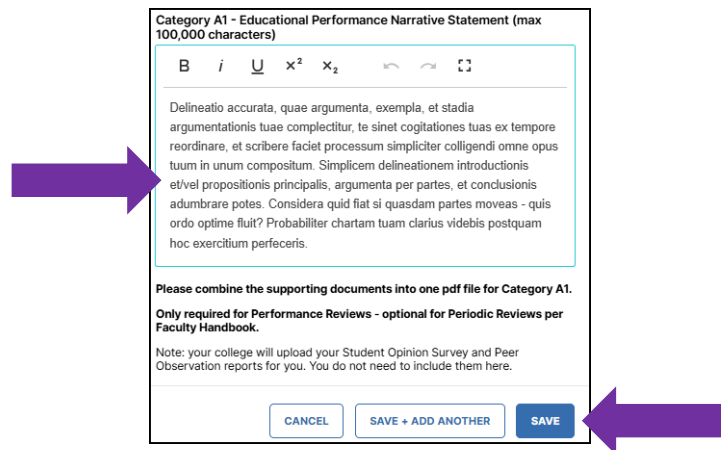 Category A1 - Educational Performance Narrative Statement (max
100,000 characters)
B i U ×² ×₂
Delineatio accurata, quae argumenta, exempla, et stadia
argumentationis tuae complectitur, te sinet cogitationes tuas ex tempore
reordinare, et scribere faciet processum simpliciter colligendi omne opus
tuum in unum compositum. Simplicem delineationem introductionis
et/vel propositionis principalis, argumenta per partes, et conclusionis
adumbrare potes. Considera quid fiat si quasdam partes moveas - quis
ordo optime fluit? Probabiliter chartam tuam clarius videbis postquam
hoc exercitium perfeceris.
Please combine the supporting documents into one pdf file for Category A1.
Only required for Performance Reviews - optional for Periodic Reviews per
Faculty Handbook.
Note: your college will upload your Student Opinion Survey and Peer
Observation reports for you. You do not need to include them here.
CANCEL SAVE + ADD ANOTHER SAVE